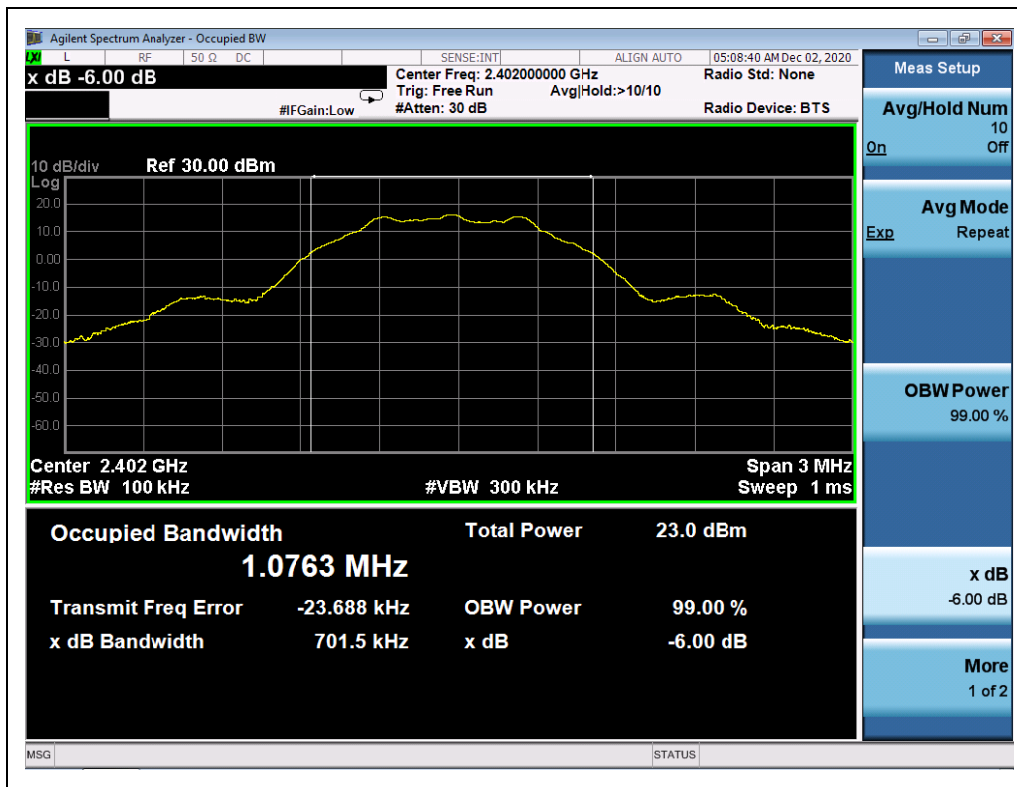 Agilent Spectrum Analyzer - Occupied BW
LXI L RF 50 Ω DC SENSE:INT ALIGN AUTO 05:08:40 AM Dec 02, 2020
x dB -6.00 dB
Center Freq: 2.402000000 GHz
Radio Std: None
Trig: Free Run Avg|Hold:>10/10
#IFGain:Low #Atten: 30 dB
Radio Device: BTS
10 dB/div Ref 30.00 dBm
Log
20.0
10.0
0.00
-10.0
-20.0
-30.0
-40.0
-50.0
-60.0
Center 2.402 GHz Span 3 MHz
#Res BW 100 kHz #VBW 300 kHz Sweep 1 ms
Occupied Bandwidth Total Power 23.0 dBm
1.0763 MHz
Transmit Freq Error -23.688 kHz OBW Power 99.00 %
x dB Bandwidth 701.5 kHz x dB -6.00 dB
Meas Setup
Avg/Hold Num
10
On Off
Avg Mode
Exp Repeat
OBW Power
99.00 %
x dB
-6.00 dB
More
1 of 2
MSG STATUS